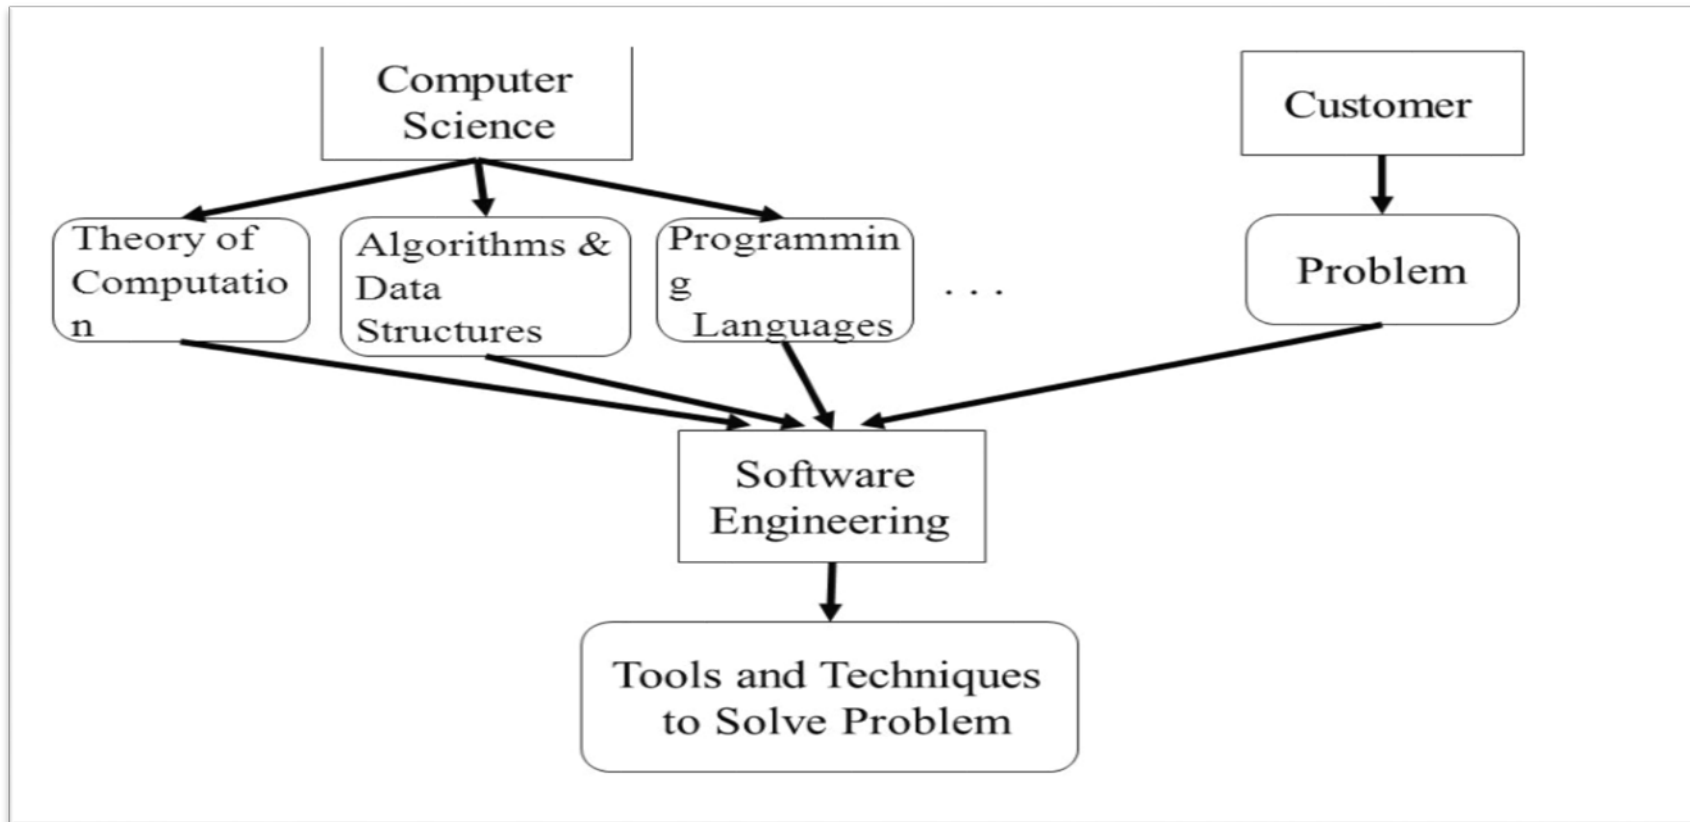 Computer
Science
Customer
Theory of
Computatio
n
Algorithms &
Data
Structures
Programmin
g
Languages
. . .
Problem
Software
Engineering
Tools and Techniques
to Solve Problem